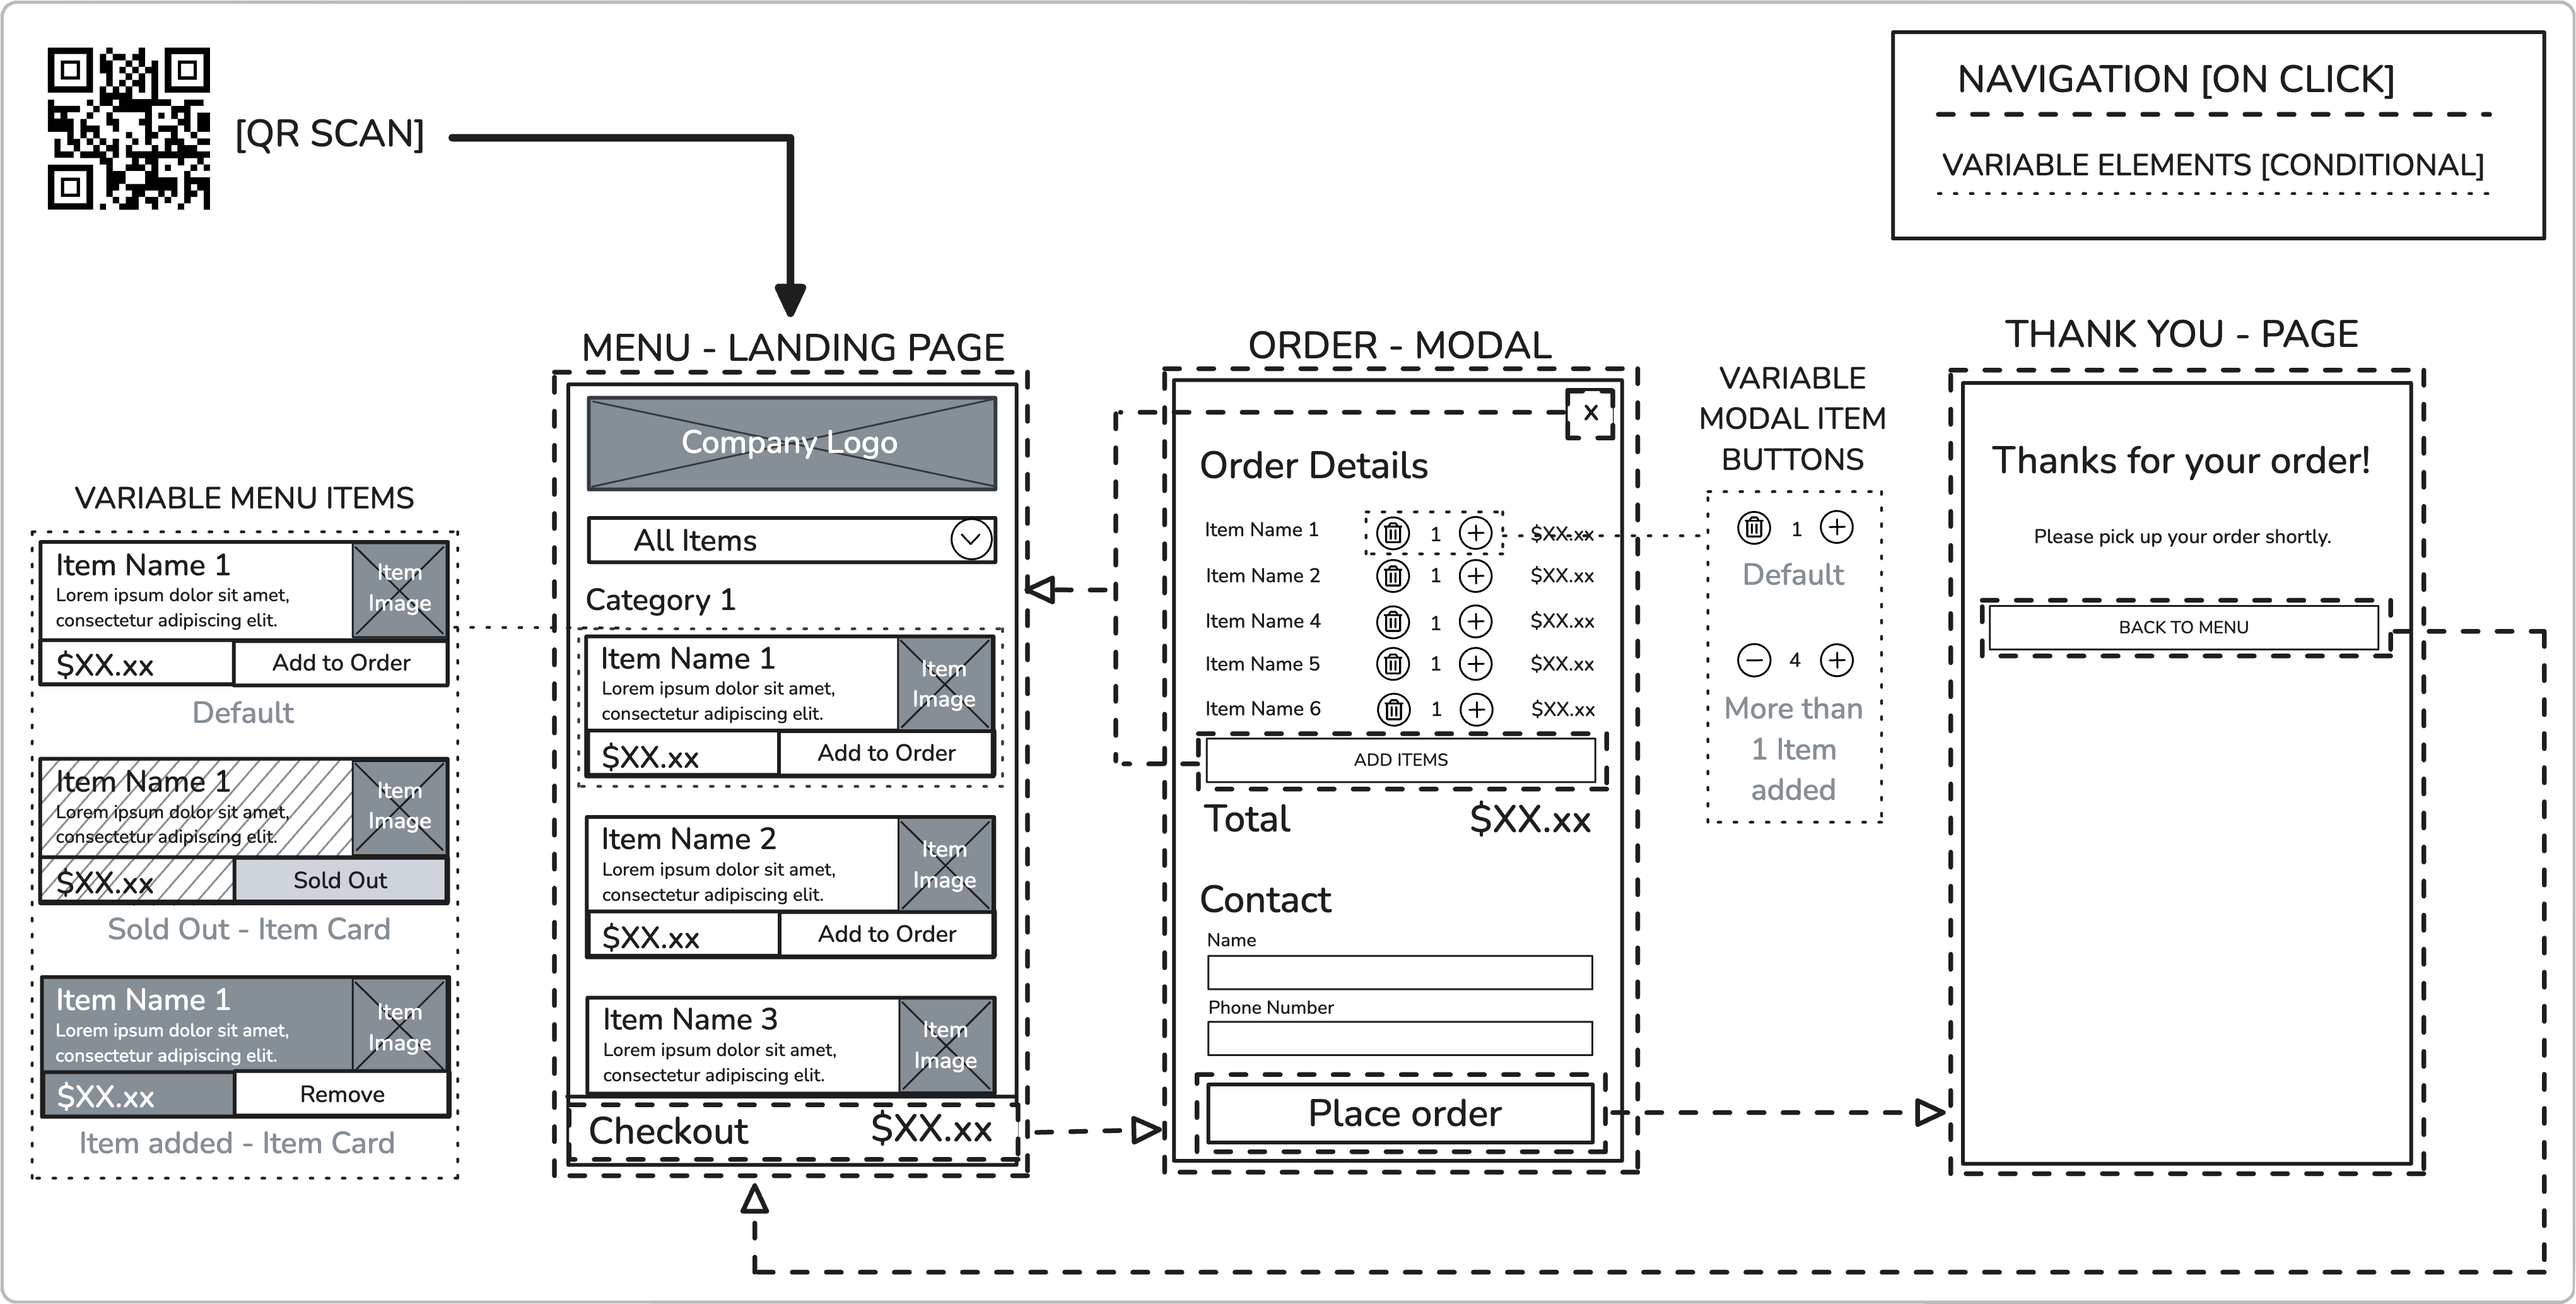 [QR SCAN]
NAVIGATION [ON CLICK]
VARIABLE ELEMENTS [CONDITIONAL]
VARIABLE MENU ITEMS
Item Name 1
Lorem ipsum dolor sit amet,
consectetur adipiscing elit.
Item
Image
$XX.xx
Add to Order
Default
Item Name 1
Lorem ipsum dolor sit amet,
consectetur adipiscing elit.
Item
Image
$XX.xx
Sold Out
Sold Out - Item Card
Item Name 1
Lorem ipsum dolor sit amet,
consectetur adipiscing elit.
Item
Image
$XX.xx
Remove
Item added - Item Card
MENU - LANDING PAGE
Company Logo
All Items
Category 1
Item Name 1
Lorem ipsum dolor sit amet,
consectetur adipiscing elit.
Item
Image
$XX.xx
Add to Order
Item Name 2
Lorem ipsum dolor sit amet,
consectetur adipiscing elit.
Item
Image
$XX.xx
Add to Order
Item Name 3
Lorem ipsum dolor sit amet,
consectetur adipiscing elit.
Item
Image
Checkout $XX.xx
ORDER - MODAL
x
Order Details
Item Name 1 1 $XX.xx
Item Name 2 1 $XX.xx
Item Name 4 1 $XX.xx
Item Name 5 1 $XX.xx
Item Name 6 1 $XX.xx
ADD ITEMS
Total $XX.xx
Contact
Name
Phone Number
Place order
VARIABLE
MODAL ITEM
BUTTONS
1
Default
4
More than
1 Item
added
THANK YOU - PAGE
Thanks for your order!
Please pick up your order shortly.
BACK TO MENU